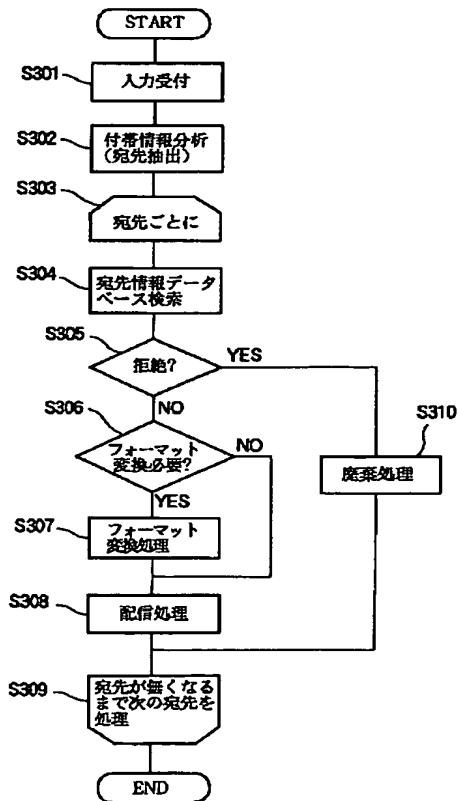 START
S301
入力受付
S302
付帯情報分析
(宛先抽出)
S303
宛先ごとに
S304
宛先情報データ
ベース検索
S305
拒絶?
YES
NO
S306
フォーマット
変換必要?
NO
YES
S310
廃棄処理
S307
フォーマット
変換処理
S308
配信処理
S309
宛先が無くなる
まで次の宛先を
処理
END